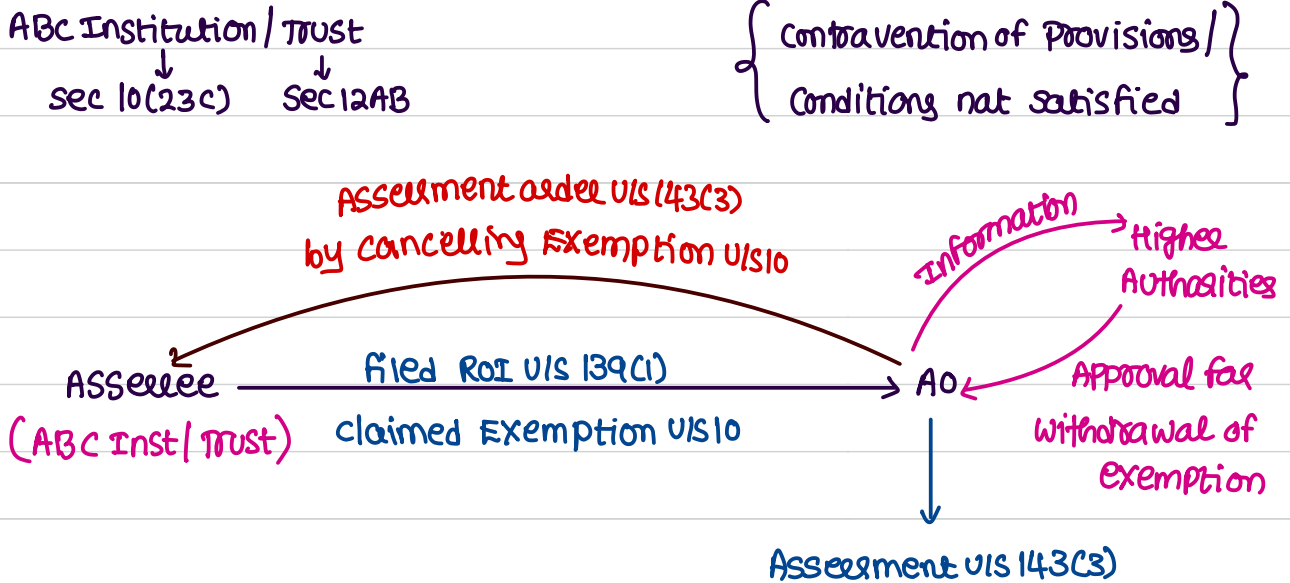 ABC Institution / Trust
Sec 10(23C) Sec 12AB
{ Contravention of Provisions /
Conditions not satisfied }
Assessment order U/S 143(3)
by cancelling Exemption U/S 10
Information
Higher
Authorities
Assessee
(ABC Inst / Trust)
filed ROI U/S 139(1)
claimed Exemption U/S 10
AO
Approval for
withdrawal of
exemption
Assessment U/S 143(3)